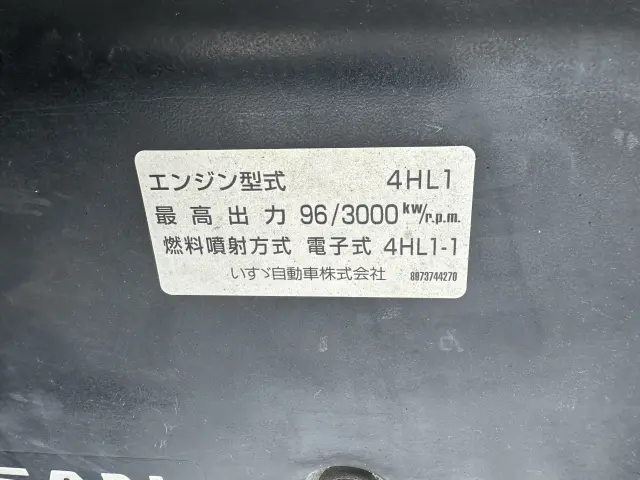 エンジン型式 4HL1
最高出力 96/3000 kw/r.p.m.
燃料噴射方式 電子式 4HL1-1
いすゞ自動車株式会社 8973744270